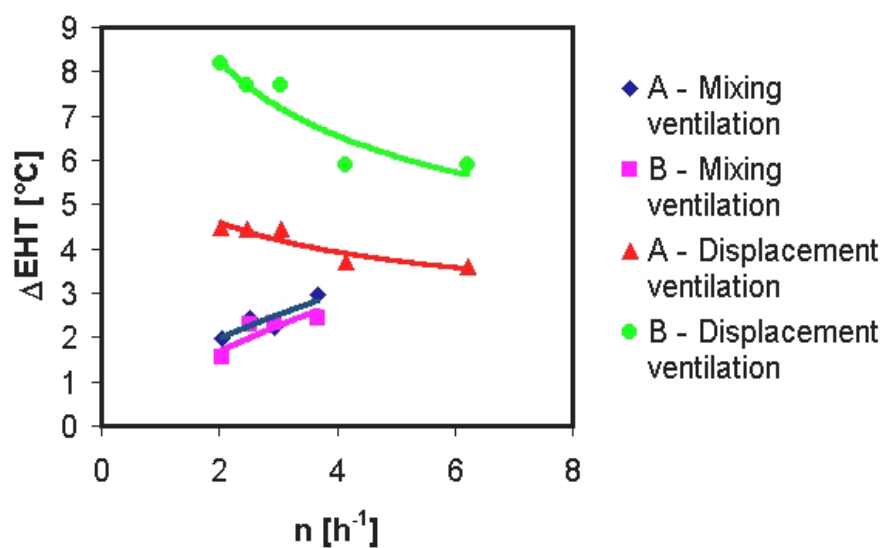 9
8
7
6
5
4
3
2
1
0
ΔEHT [°C]
0 2 4 6 8
n [h⁻¹]
A - Mixing
ventilation
B - Mixing
ventilation
A - Displacement
ventilation
B - Displacement
ventilation